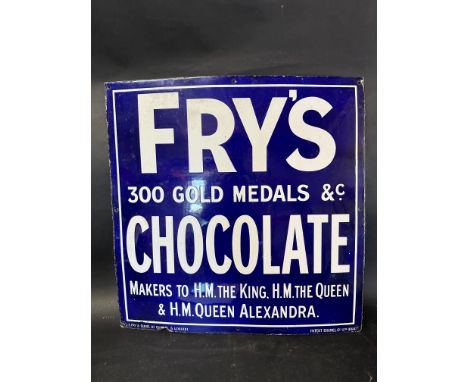 FRY'S
300 GOLD MEDALS &C.
CHOCOLATE
MAKERS TO H.M. THE KING, H.M. THE QUEEN
& H.M. QUEEN ALEXANDRA.